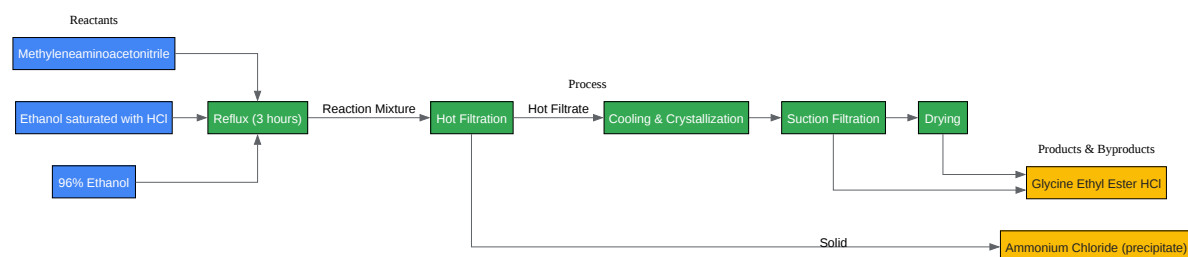 Reactants
Methyleneaminoacetonitrile
Process
Ethanol saturated with HCl
Reflux (3 hours)
Reaction Mixture
Hot Filtration
Hot Filtrate
Cooling & Crystallization
Suction Filtration
Drying
Products & Byproducts
96% Ethanol
Glycine Ethyl Ester HCl
Solid
Ammonium Chloride (precipitate)